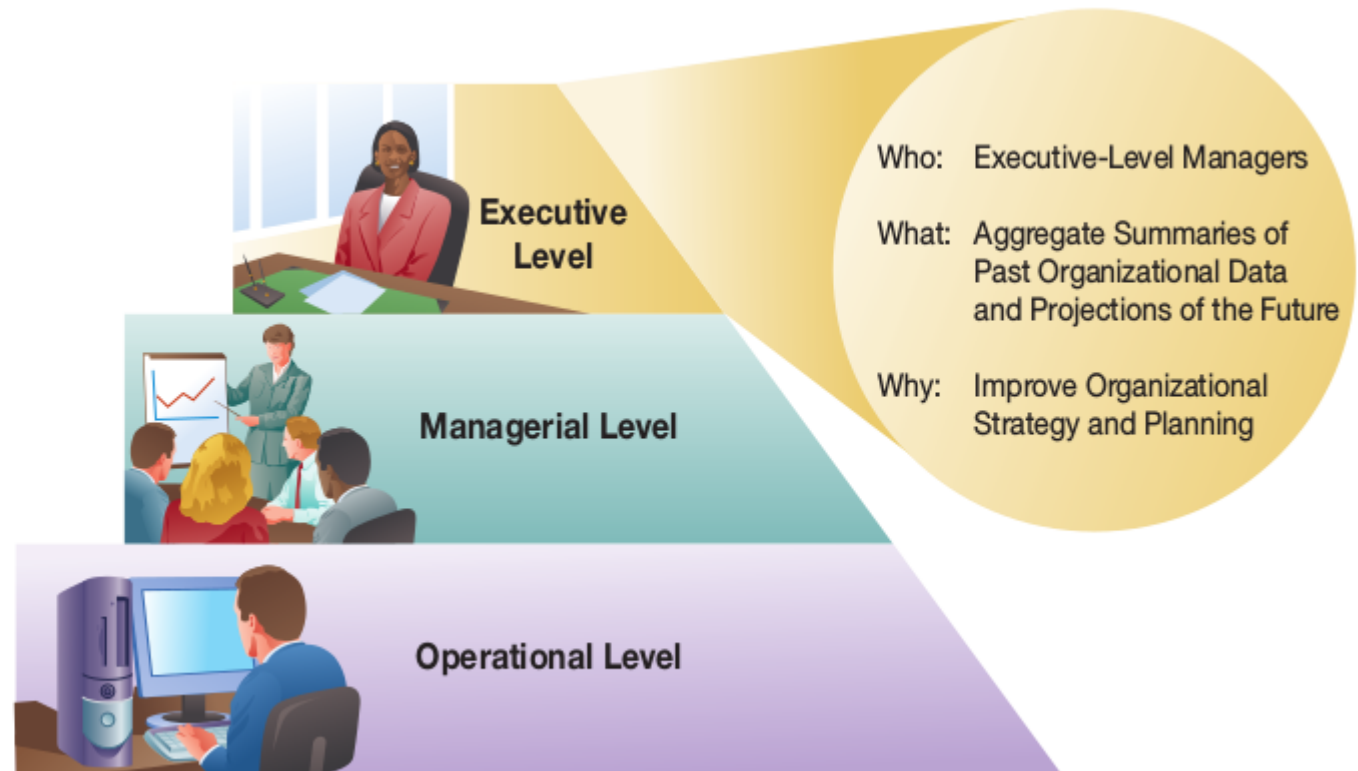 Executive
Level
Managerial Level
Operational Level
Who: Executive-Level Managers
What: Aggregate Summaries of
Past Organizational Data
and Projections of the Future
Why: Improve Organizational
Strategy and Planning